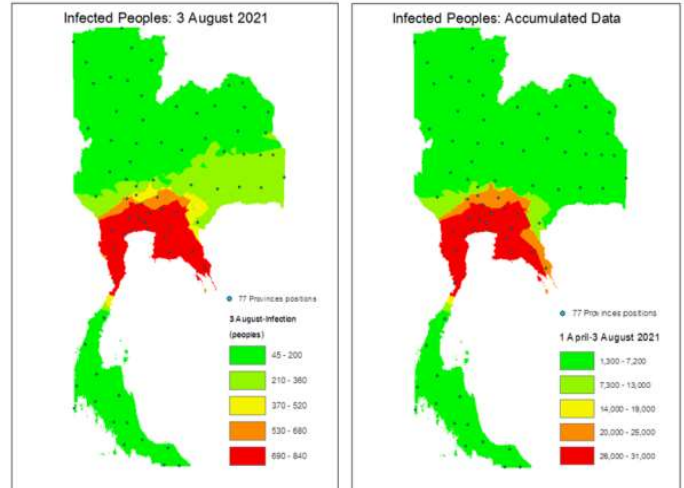 Infected Peoples: 3 August 2021
77 Provinces positions
3 August-Infection
(peoples)
45 - 200
210 - 360
370 - 520
530 - 680
690 - 840
Infected Peoples: Accumulated Data
77 Provinces positions
1 April-3 August 2021
1,300 - 7,200
7,300 - 13,000
14,000 - 19,000
20,000 - 25,000
26,000 - 31,000